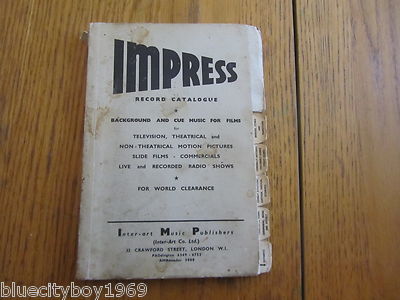 IMPRESS
RECORD CATALOGUE
BACKGROUND AND CUE MUSIC FOR FILMS
for
TELEVISION, THEATRICAL and
NON-THEATRICAL MOTION PICTURES
SLIDE FILMS - COMMERCIALS
LIVE and RECORDED RADIO SHOWS
FOR WORLD CLEARANCE
Inter-art Music Publishers
(Inter-Art Co. Ltd.)
CRAWFORD STREET, LONDON W.I.
PADdington
AMBassador
bluecityboy1969